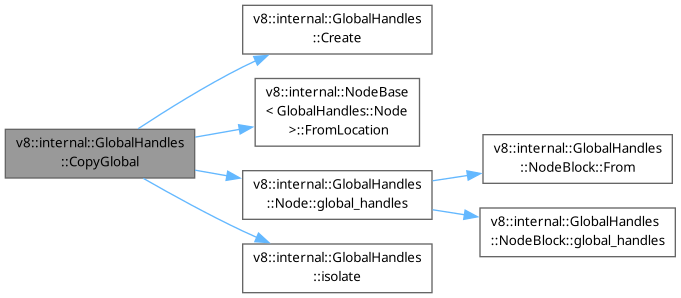 v8::internal::GlobalHandles
::CopyGlobal
v8::internal::GlobalHandles
::Create
v8::internal::NodeBase
< GlobalHandles::Node
>::FromLocation
v8::internal::GlobalHandles
::Node::global_handles
v8::internal::GlobalHandles
::isolate
v8::internal::GlobalHandles
::NodeBlock::From
v8::internal::GlobalHandles
::NodeBlock::global_handles